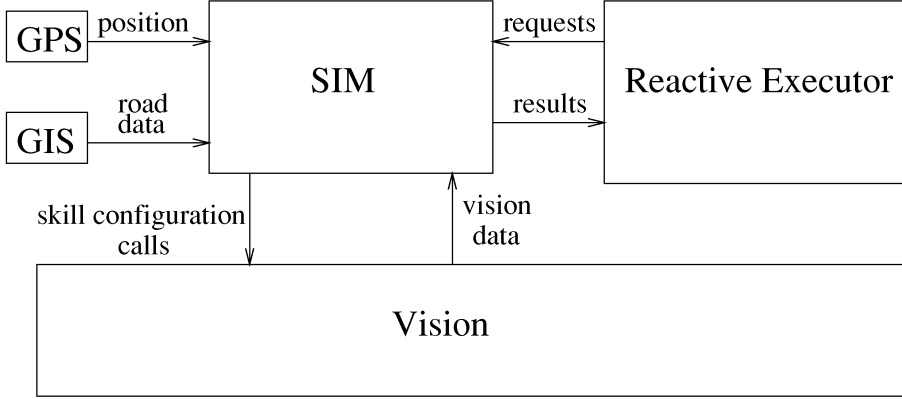 GPS
position
SIM
requests
Reactive Executor
results
GIS
road
data
skill configuration
calls
vision
data
Vision